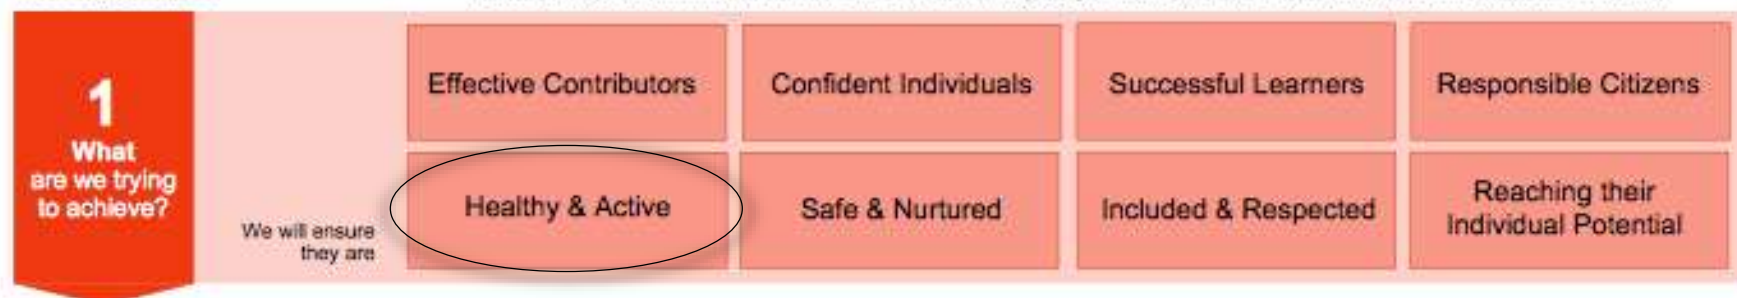 1
What
are we trying
to achieve?
Effective Contributors
Confident Individuals
Successful Learners
Responsible Citizens
We will ensure
they are
Healthy & Active
Safe & Nurtured
Included & Respected
Reaching their
Individual Potential